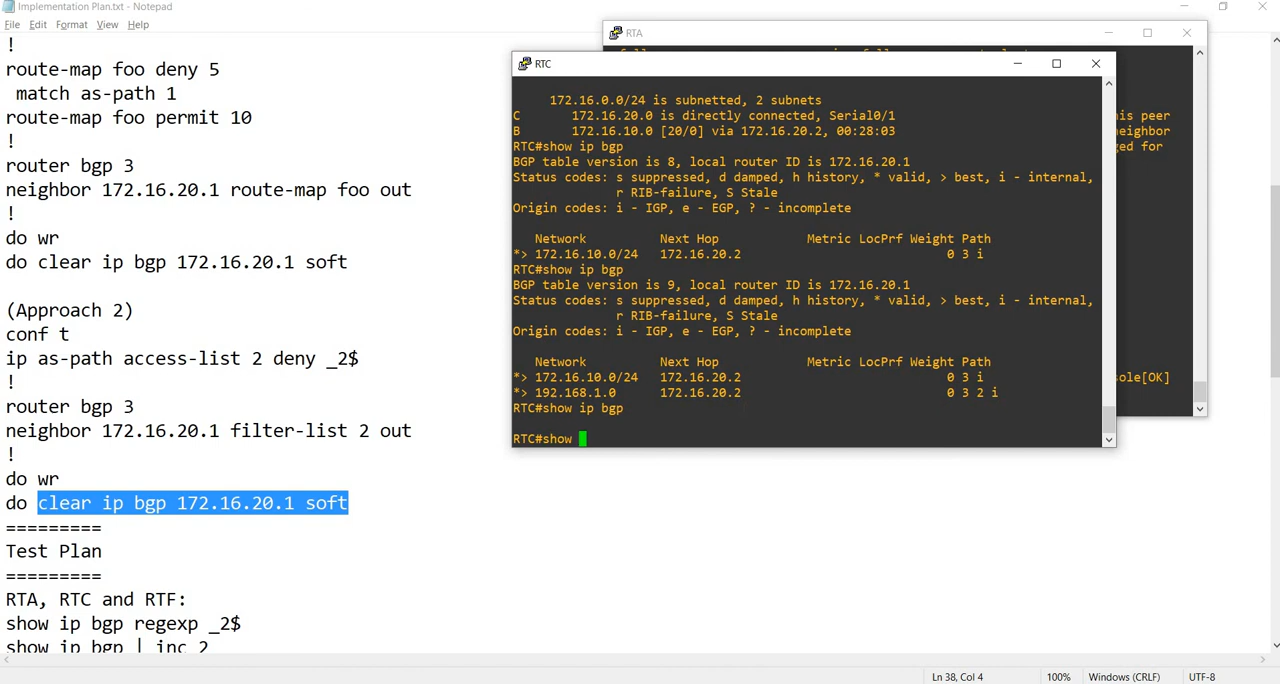 Implementation Plan.txt - Notepad
File Edit Format View Help
!
route-map foo deny 5
match as-path 1
route-map foo permit 10
!
router bgp 3
neighbor 172.16.20.1 route-map foo out
!
do wr
do clear ip bgp 172.16.20.1 soft
(Approach 2)
conf t
ip as-path access-list 2 deny _2$
!
router bgp 3
neighbor 172.16.20.1 filter-list 2 out
!
do wr
do clear ip bgp 172.16.20.1 soft
=========
Test Plan
=========
RTA, RTC and RTF:
show ip bgp regexp _2$
show ip bgp | inc 2
RTA
is peer
neighbor
ged for
sole[OK]
RTC
172.16.0.0/24 is subnetted, 2 subnets
C 172.16.20.0 is directly connected, Serial0/1
B 172.16.10.0 [20/0] via 172.16.20.2, 00:28:03
RTC#show ip bgp
BGP table version is 8, local router ID is 172.16.20.1
Status codes: s suppressed, d damped, h history, * valid, > best, i - internal,
r RIB-failure, S Stale
Origin codes: i - IGP, e - EGP, ? - incomplete
Network Next Hop Metric LocPrf Weight Path
*> 172.16.10.0/24 172.16.20.2 0 3 i
RTC#show ip bgp
BGP table version is 9, local router ID is 172.16.20.1
Status codes: s suppressed, d damped, h history, * valid, > best, i - internal,
r RIB-failure, S Stale
Origin codes: i - IGP, e - EGP, ? - incomplete
Network Next Hop Metric LocPrf Weight Path
*> 172.16.10.0/24 172.16.20.2 0 3 i
*> 192.168.1.0 172.16.20.2 0 3 2 i
RTC#show ip bgp
RTC#show
Ln 38, Col 4 100% Windows (CRLF) UTF-8